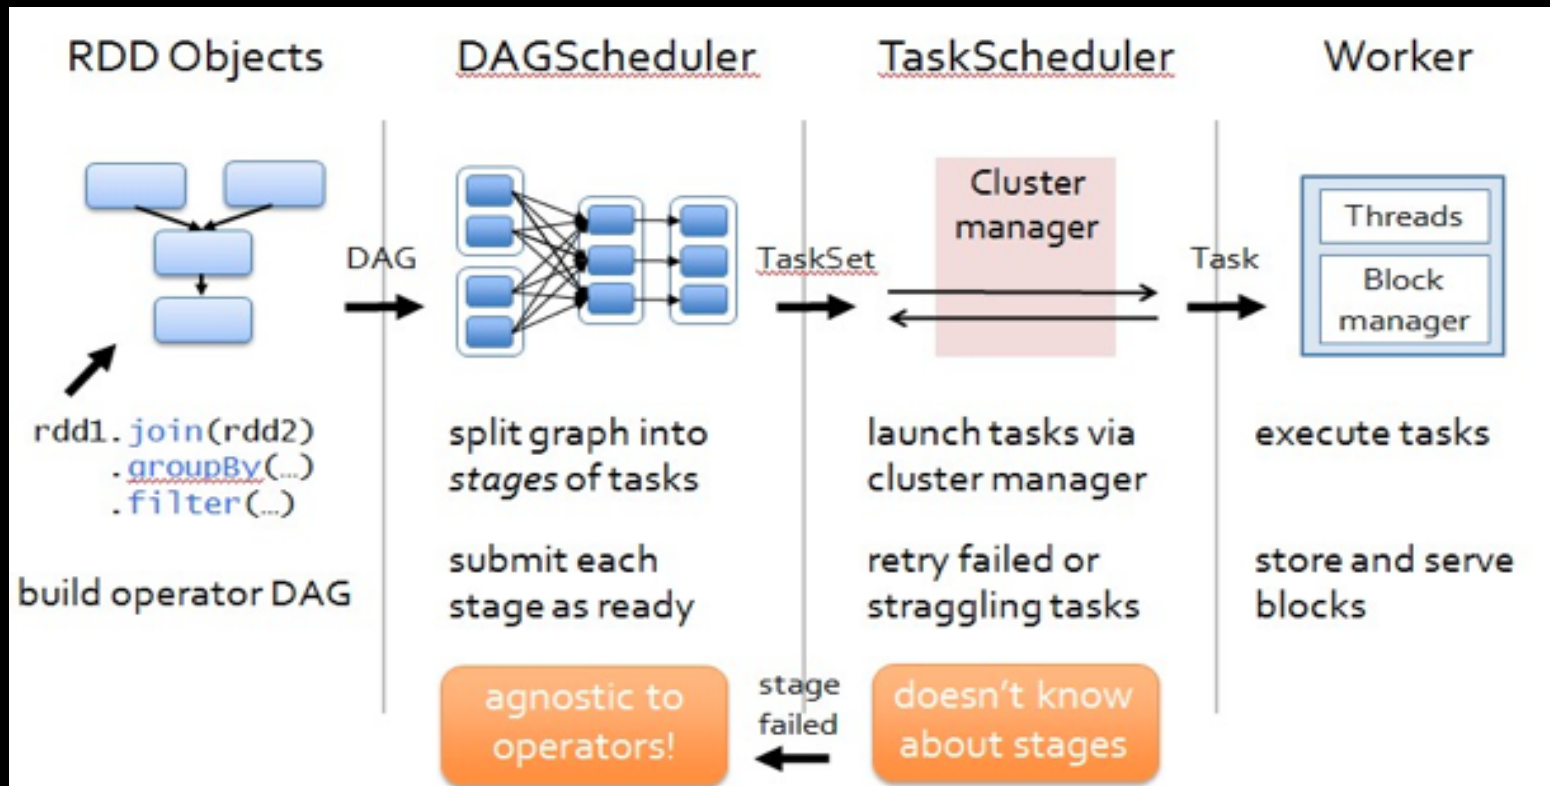 RDD Objects
DAGScheduler
TaskScheduler
Worker
DAG
TaskSet
Cluster
manager
Task
Threads
Block
manager
rdd1.join(rdd2)
.groupBy(…)
.filter(…)
build operator DAG
split graph into
stages of tasks
submit each
stage as ready
agnostic to
operators!
launch tasks via
cluster manager
retry failed or
straggling tasks
stage
failed
doesn't know
about stages
execute tasks
store and serve
blocks